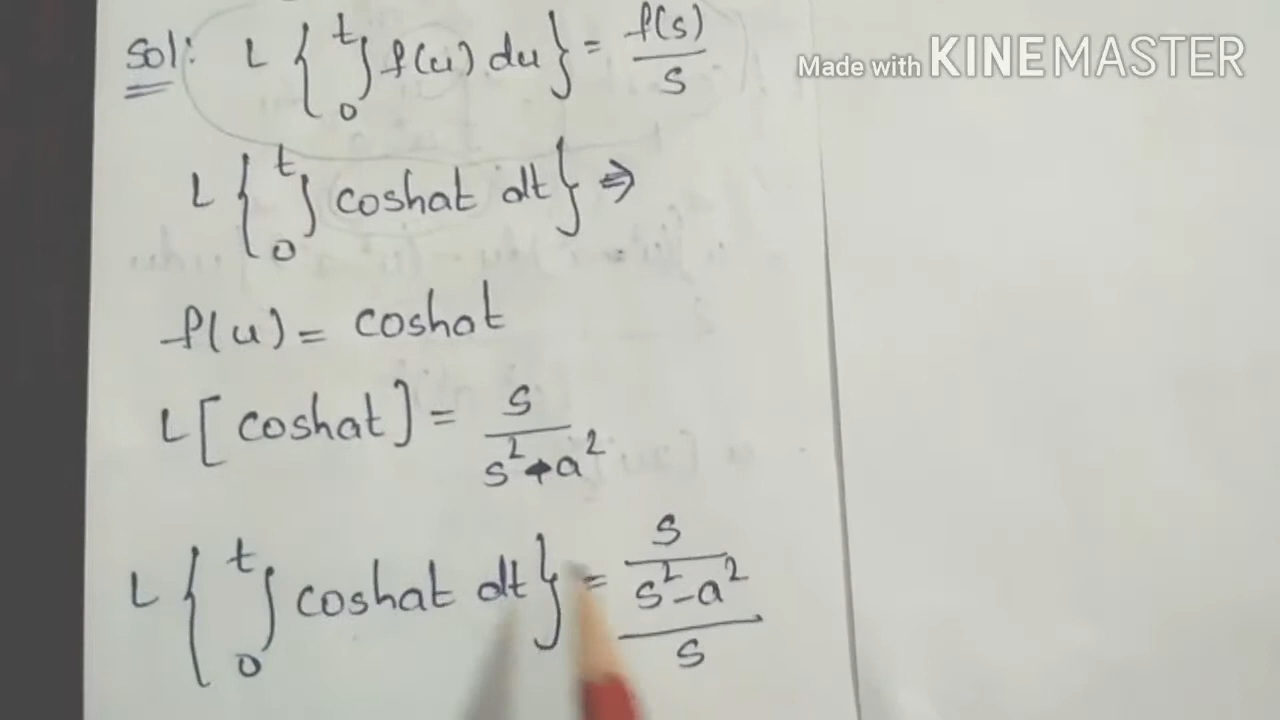 Sol: L { ∫₀ᵗ f(u) du } = f(s)/s
Made with KINEMASTER
L { ∫₀ᵗ coshat dt } ⇒
f(u) = coshat
L[ coshat ] = s/(s² - a²)
L { ∫₀ᵗ coshat dt } = (s/(s² - a²))/s